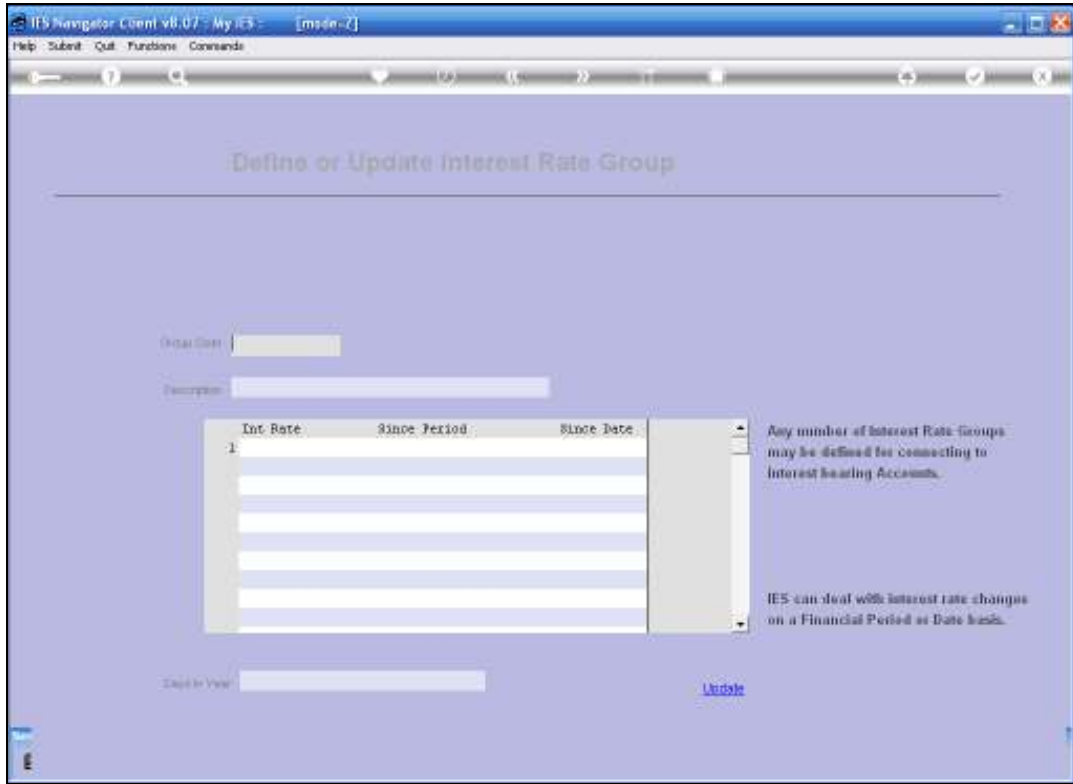 IES Navigator Client v8.07 : My IES : [mode=Z]
Help Submit Quit Functions Commands
Define or Update Interest Rate Group
Group Code
Description
Int Rate Since Period Since Date
1
Any number of Interest Rate Groups
may be defined for connecting to
Interest bearing Accounts.
IES can deal with interest rate changes
on a Financial Period or Date basis.
Days in Year
Update